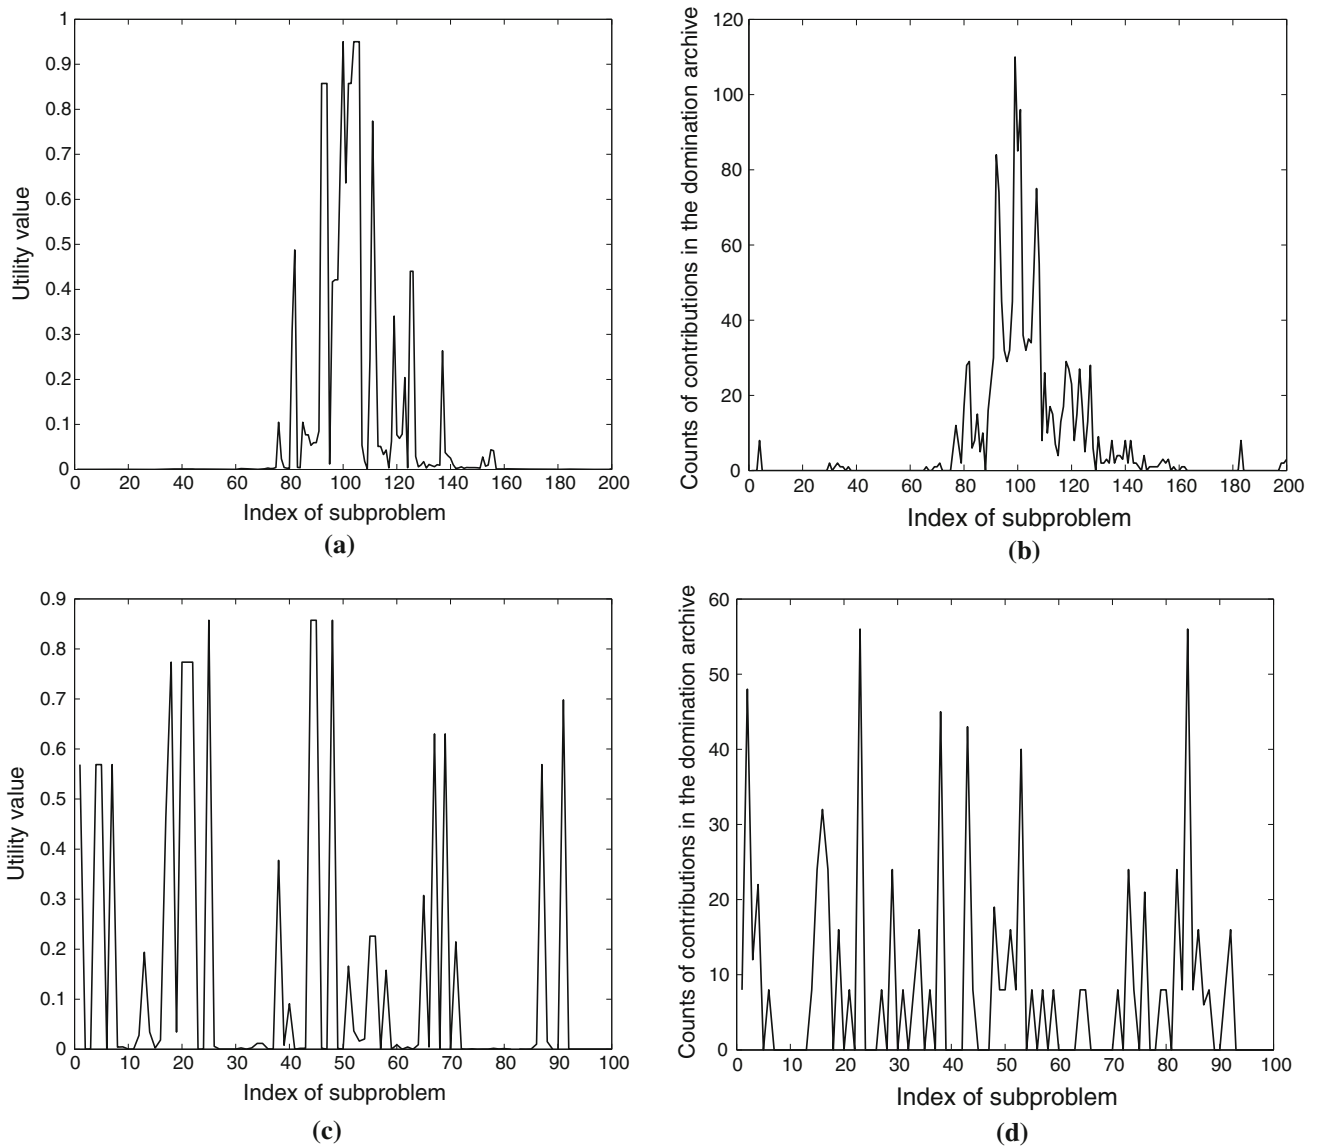 1
0.9
0.8
0.7
0.6
0.5
0.4
0.3
0.2
0.1
0
Utility value
0 20 40 60 80 100 120 140 160 180 200
Index of subproblem
(a)
120
100
80
60
40
20
0
Counts of contributions in the domination archive
0 20 40 60 80 100 120 140 160 180 200
Index of subproblem
(b)
0.9
0.8
0.7
0.6
0.5
0.4
0.3
0.2
0.1
0
Utility value
0 10 20 30 40 50 60 70 80 90 100
Index of subproblem
(c)
60
50
40
30
20
10
0
Counts of contributions in the domination archive
0 10 20 30 40 50 60 70 80 90 100
Index of subproblem
(d)